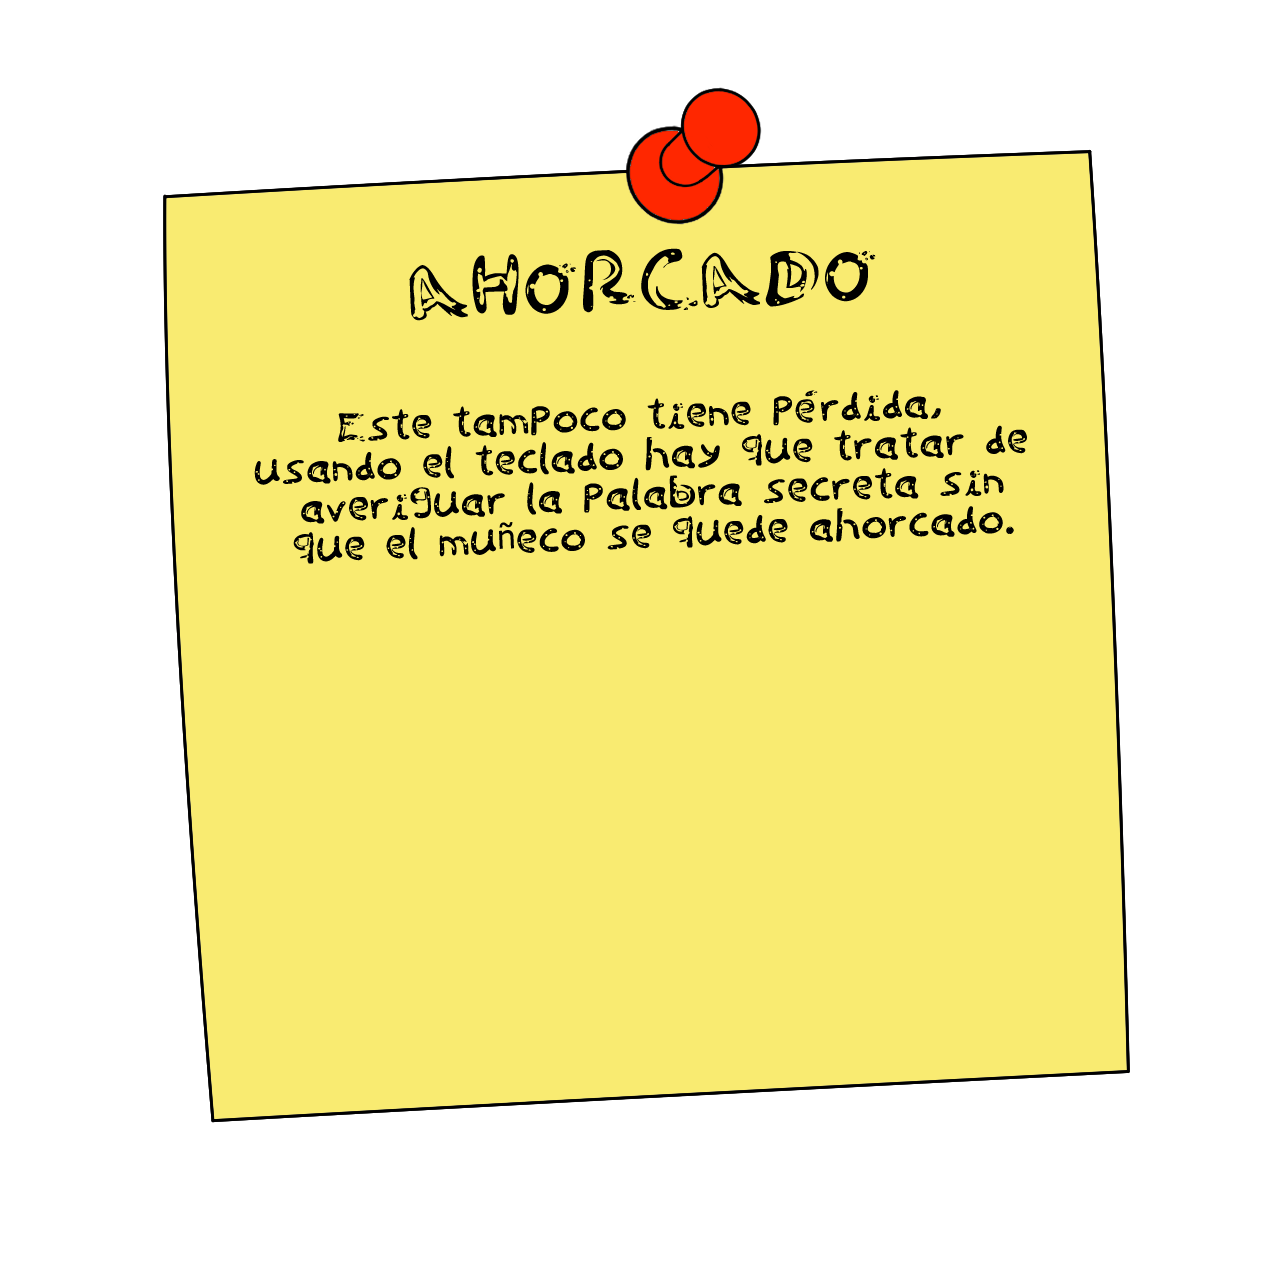 AHORCADO
Este tampoco tiene pérdida,
usando el teclado hay que tratar de
averiguar la palabra secreta sin
que el muñeco se quede ahorcado.